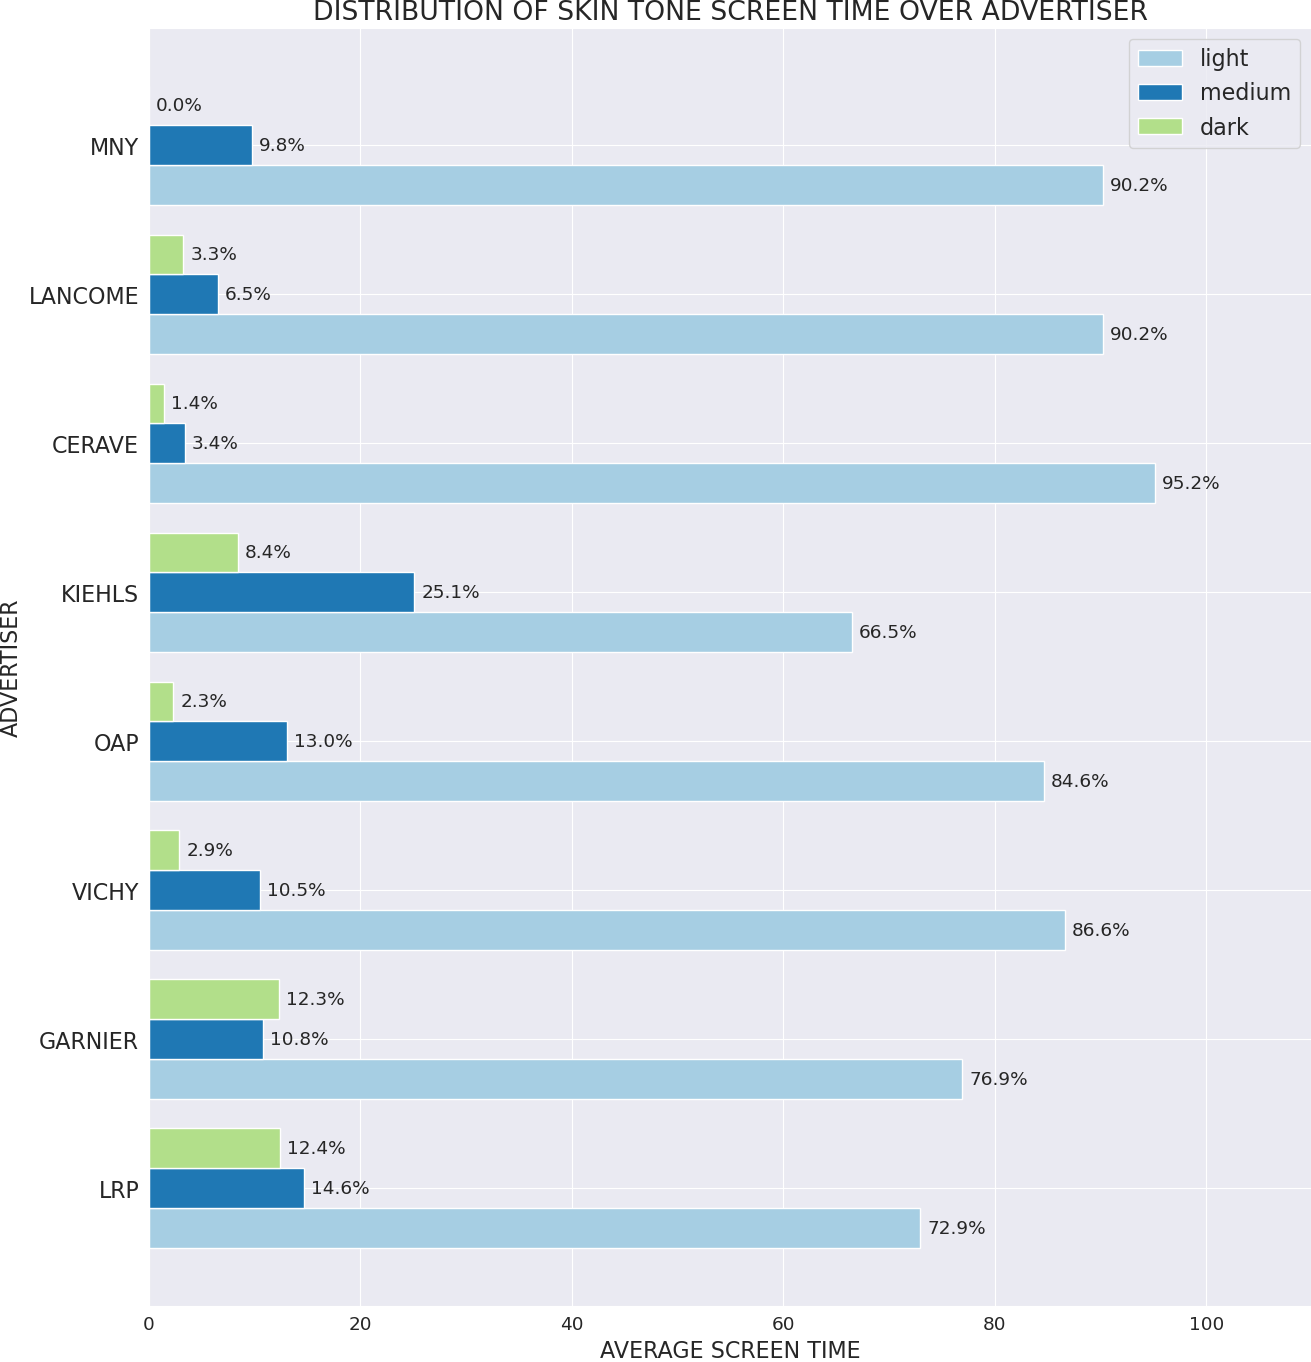 DISTRIBUTION OF SKIN TONE SCREEN TIME OVER ADVERTISER
light
medium
dark
0.0%
MNY
9.8%
90.2%
3.3%
LANCOME
6.5%
90.2%
1.4%
CERAVE
3.4%
95.2%
8.4%
KIEHLS
25.1%
66.5%
ADVERTISER
2.3%
OAP
13.0%
84.6%
2.9%
VICHY
10.5%
86.6%
12.3%
GARNIER
10.8%
76.9%
12.4%
LRP
14.6%
72.9%
0 20 40 60 80 100
AVERAGE SCREEN TIME